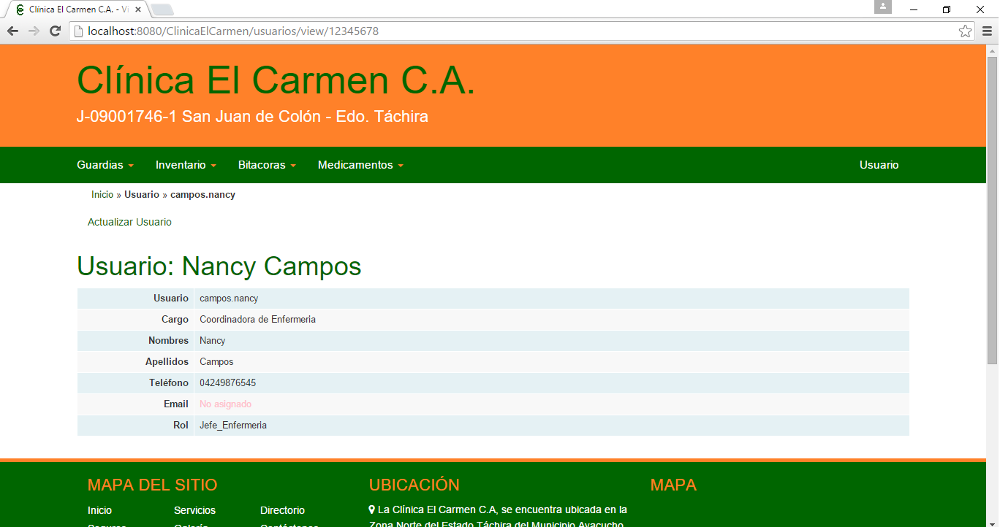 Clínica El Carmen C.A. - Vi
localhost:8080/ClinicaElCarmen/usuarios/view/12345678
Clínica El Carmen C.A.
J-09001746-1 San Juan de Colón - Edo. Táchira
Guardias Inventario Bitacoras Medicamentos Usuario
Inicio » Usuario » campos.nancy
Actualizar Usuario
Usuario: Nancy Campos
Usuario campos.nancy
Cargo Coordinadora de Enfermeria
Nombres Nancy
Apellidos Campos
Teléfono 04249876545
Email No asignado
Rol Jefe_Enfermeria
MAPA DEL SITIO UBICACIÓN MAPA
Inicio Servicios Directorio La Clínica El Carmen C.A, se encuentra ubicada en la
Seguros Galería Contáctenos Zona Norte del Estado Táchira del Municipio Ayacucho